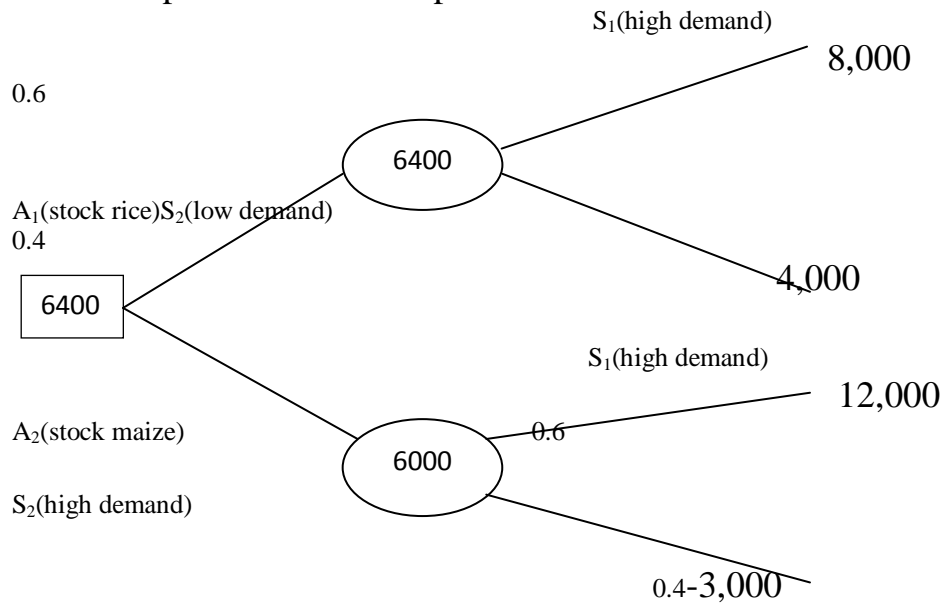 S₁(high demand)
8,000
0.6
6400
A₁(stock rice)S₂(low demand)
0.4
4,000
6400
S₁(high demand)
12,000
A₂(stock maize)
0.6
6000
S₂(high demand)
0.4-3,000